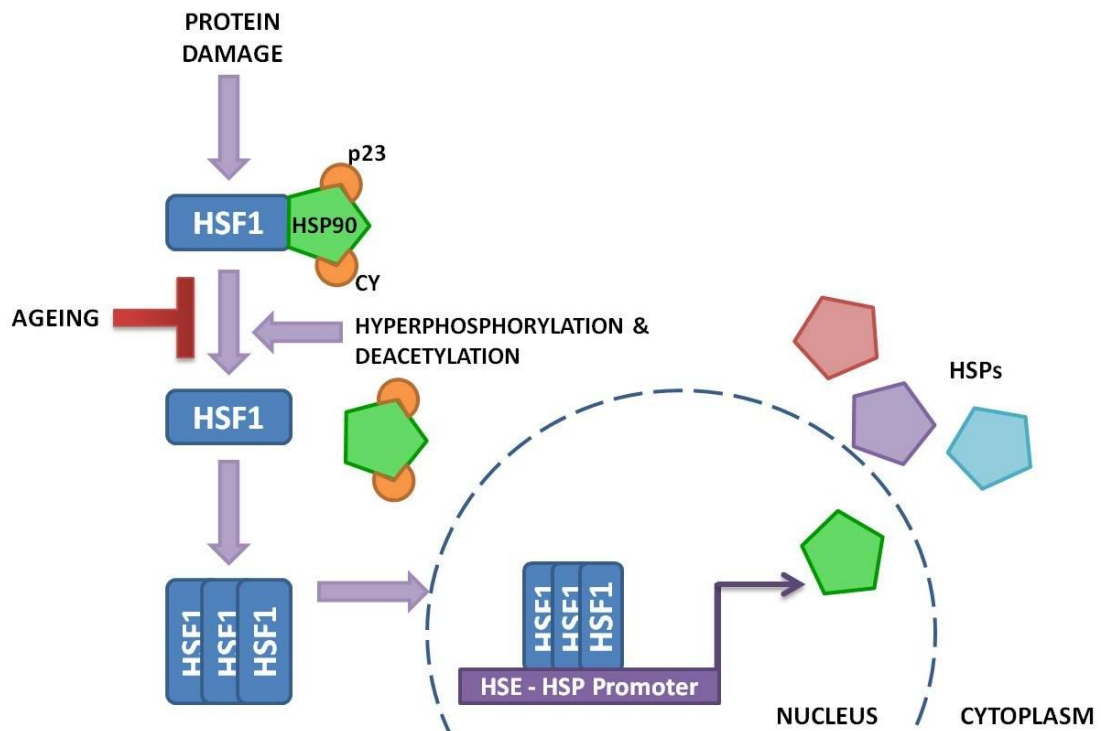 PROTEIN
DAMAGE
p23
HSF1
HSP90
CY
AGEING
HYPERPHOSPHORYLATION &
DEACETYLATION
HSPs
HSF1
HSF1
HSF1
HSF1
HSF1
HSF1
HSF1
HSE - HSP Promoter
NUCLEUS
CYTOPLASM